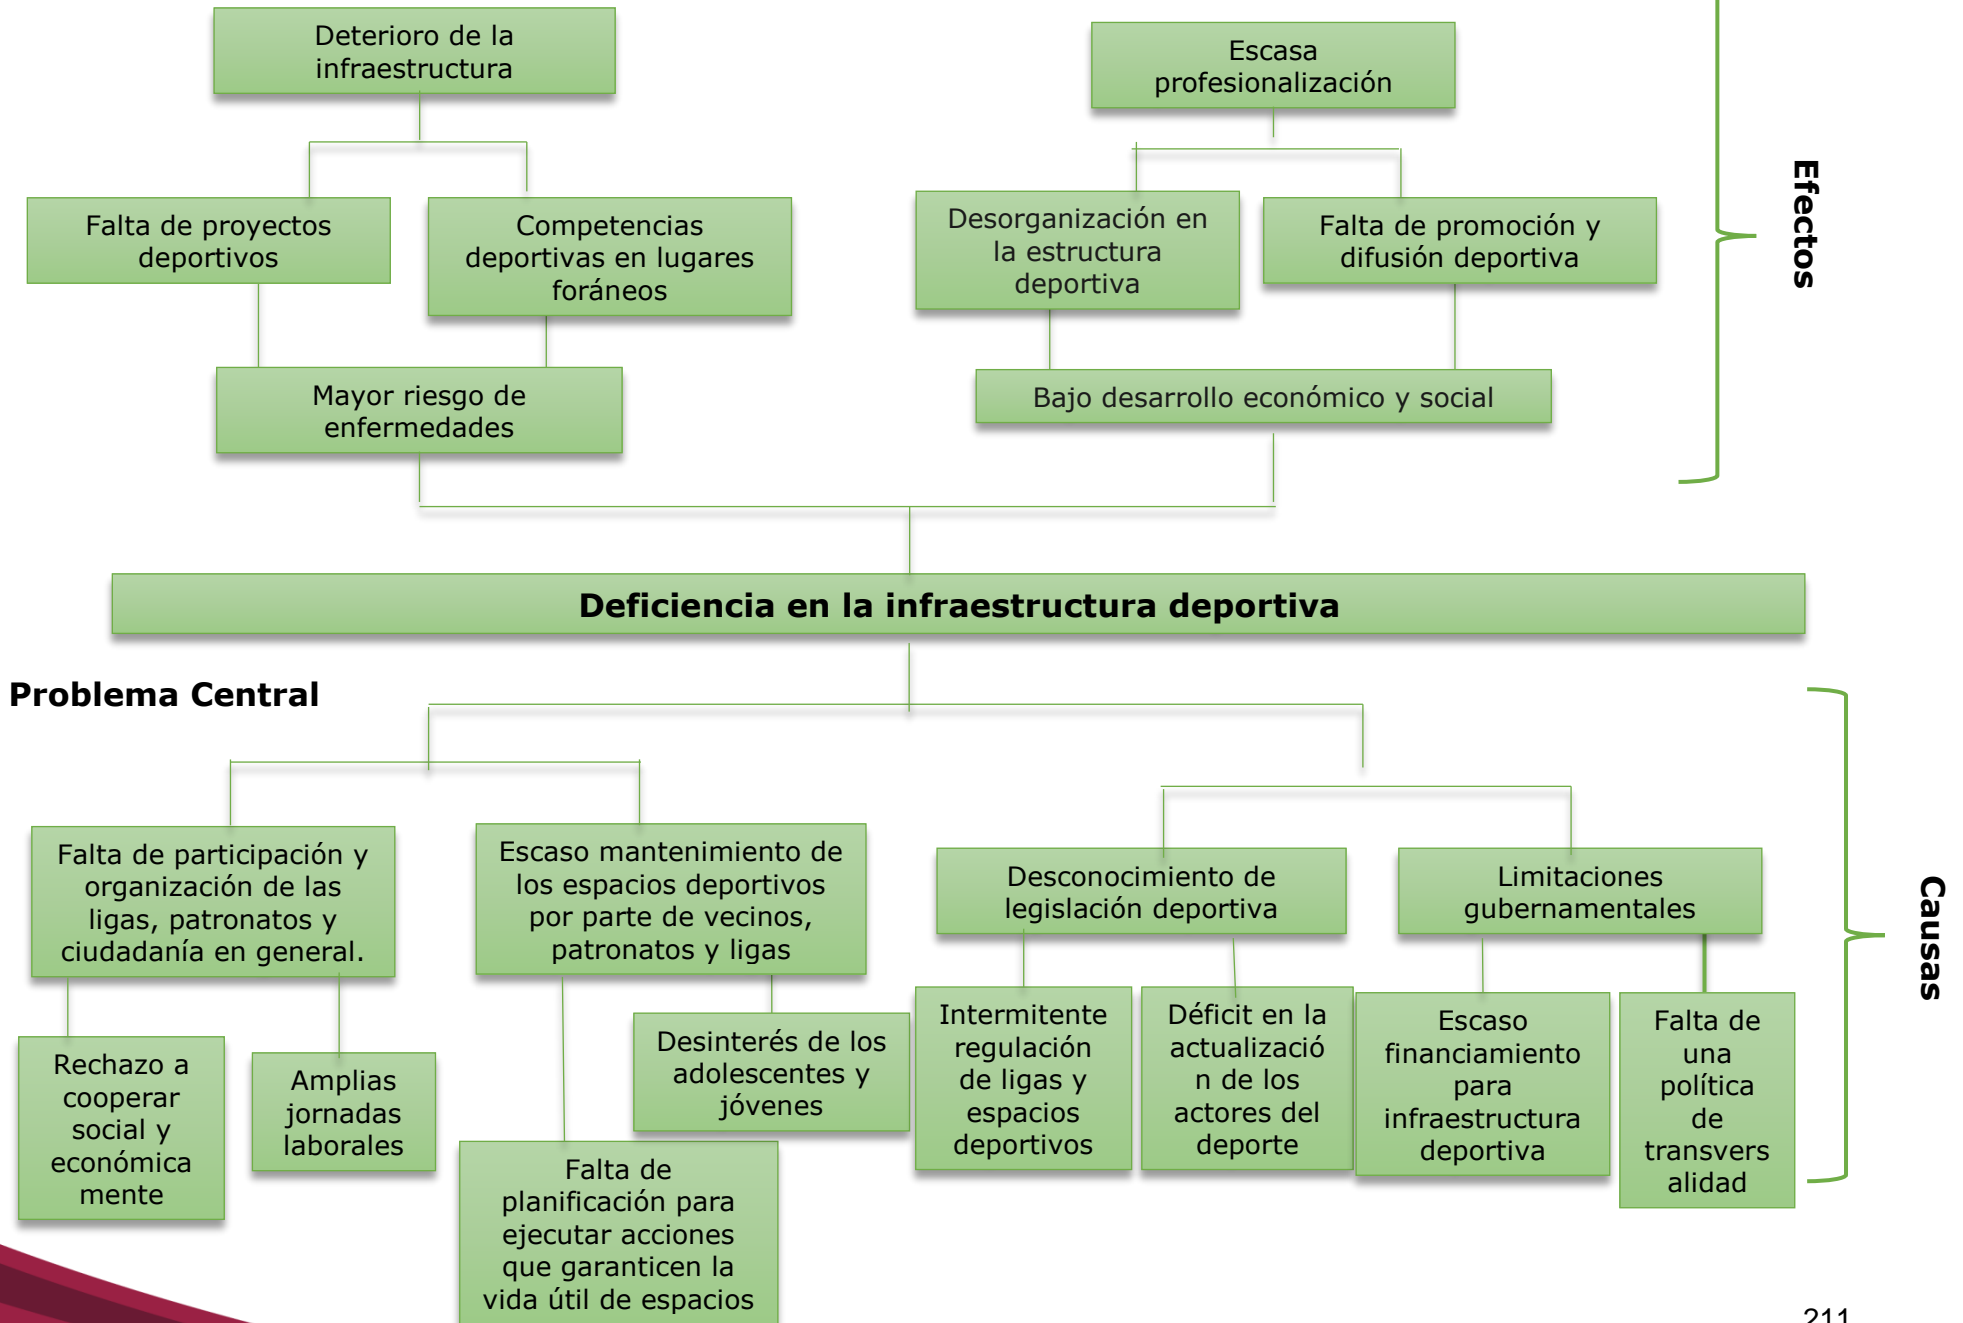 Deterioro de la
infraestructura
Escasa
profesionalización
Falta de proyectos
deportivos
Competencias
deportivas en lugares
foráneos
Desorganización en
la estructura
deportiva
Falta de promoción y
difusión deportiva
Efectos
Mayor riesgo de
enfermedades
Bajo desarrollo económico y social
Deficiencia en la infraestructura deportiva
Problema Central
Falta de participación y
organización de las
ligas, patronatos y
ciudadanía en general.
Escaso mantenimiento de
los espacios deportivos
por parte de vecinos,
patronatos y ligas
Desconocimiento de
legislación deportiva
Limitaciones
gubernamentales
Causas
Rechazo a
cooperar
social y
económica
mente
Amplias
jornadas
laborales
Falta de
planificación para
ejecutar acciones
que garanticen la
vida útil de espacios
Desinterés de los
adolescentes y
jóvenes
Intermitente
regulación
de ligas y
espacios
deportivos
Déficit en la
actualizació
n de los
actores del
deporte
Escaso
financiamiento
para
infraestructura
deportiva
Falta de
una
política
de
transvers
alidad
211